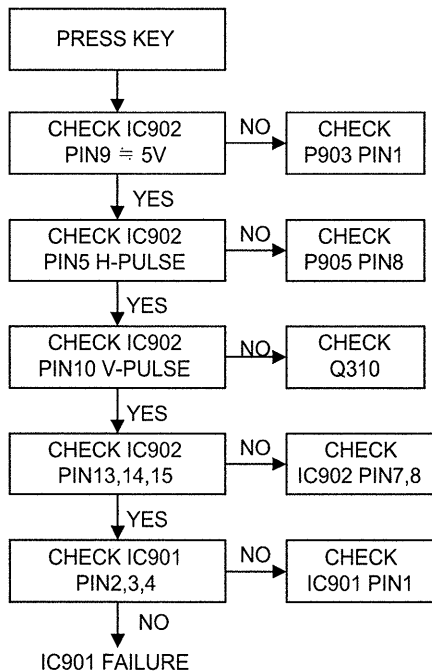 PRESS KEY
CHECK IC902
PIN9 ≒ 5V
NO
CHECK
P903 PIN1
YES
CHECK IC902
PIN5 H-PULSE
NO
CHECK
P905 PIN8
YES
CHECK IC902
PIN10 V-PULSE
NO
CHECK
Q310
YES
CHECK IC902
PIN13,14,15
NO
CHECK
IC902 PIN7,8
YES
CHECK IC901
PIN2,3,4
NO
CHECK
IC901 PIN1
NO
IC901 FAILURE